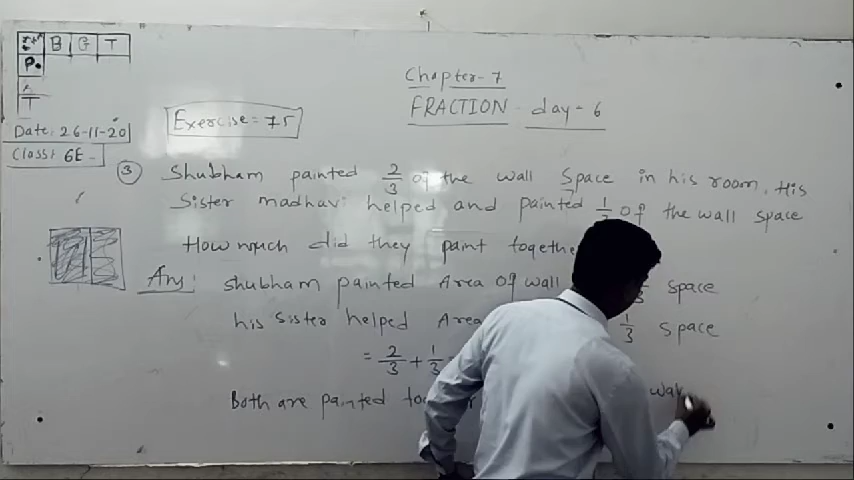 B G T
P.
T
Chapter-7
FRACTION - day-6
Exercise = 75
Date: 26-11-20
Class: 6E
③ Shubham painted 2/3 of the wall Space in his room. His
Sister madhavi helped and painted 1/3 of the wall space
How much did they paint together
Ans: Shubham painted Area of wall space
his sister helped Area 1/3 space
= 2/3 + 1/3
Both are painted